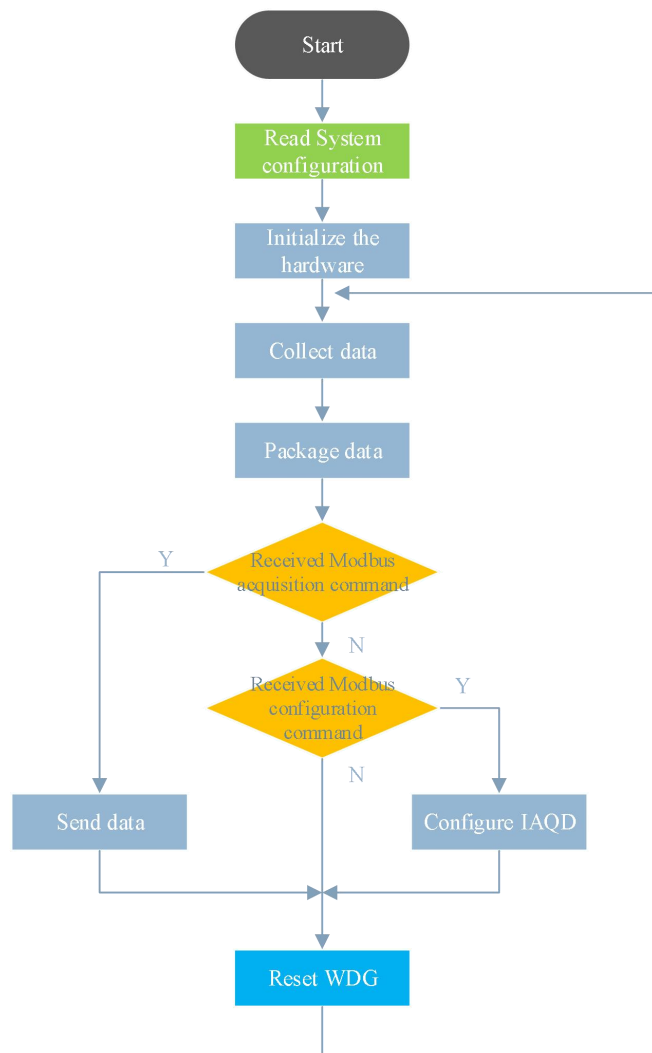 Start
Read System
configuration
Initialize the
hardware
Collect data
Package data
Y
Received Modbus
acquisition command
N
Received Modbus
configuration
command
Y
N
Send data
Configure IAQD
Reset WDG